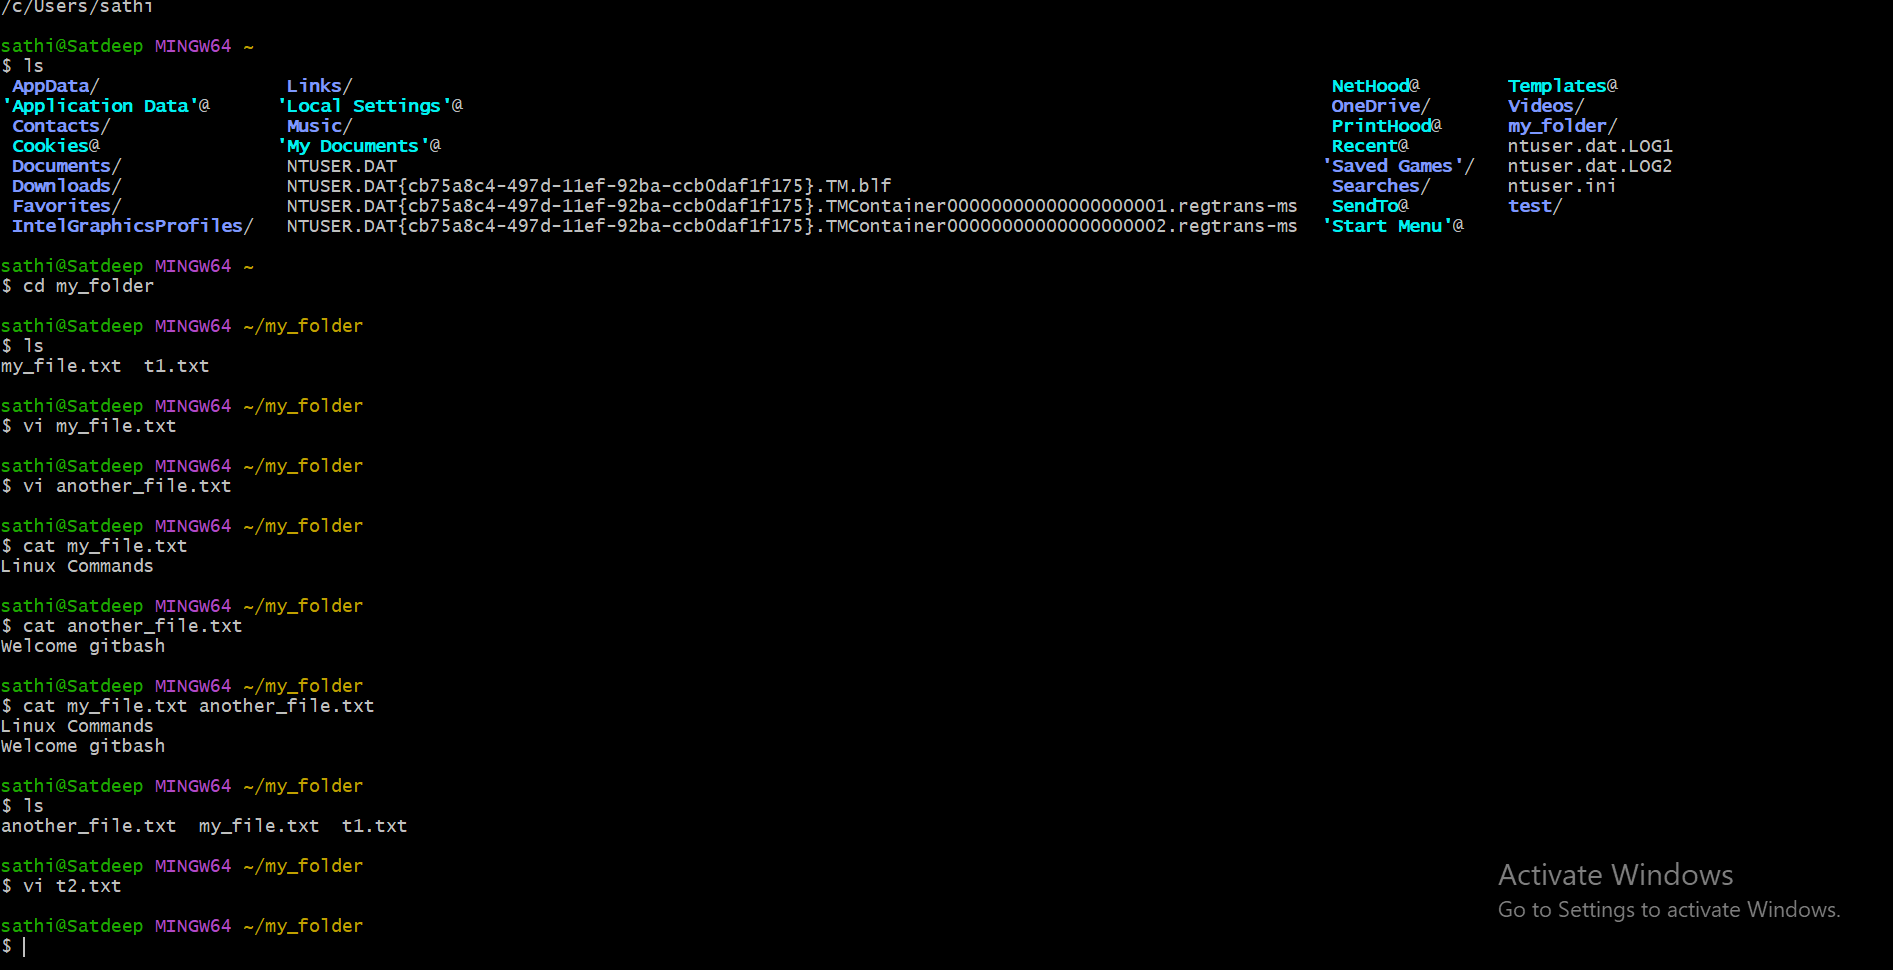 /c/Users/sathi
sathi@Satdeep MINGW64 ~
$ ls
AppData/ Links/ NetHood@ Templates@
'Application Data'@ 'Local Settings'@ OneDrive/ Videos/
Contacts/ Music/ PrintHood@ my_folder/
Cookies@ 'My Documents'@ Recent@ ntuser.dat.LOG1
Documents/ NTUSER.DAT 'Saved Games'/ ntuser.dat.LOG2
Downloads/ NTUSER.DAT{cb75a8c4-497d-11ef-92ba-ccb0daf1f175}.TM.blf Searches/ ntuser.ini
Favorites/ NTUSER.DAT{cb75a8c4-497d-11ef-92ba-ccb0daf1f175}.TMContainer00000000000000000001.regtrans-ms SendTo@ test/
IntelGraphicsProfiles/ NTUSER.DAT{cb75a8c4-497d-11ef-92ba-ccb0daf1f175}.TMContainer00000000000000000002.regtrans-ms 'Start Menu'@
sathi@Satdeep MINGW64 ~
$ cd my_folder
sathi@Satdeep MINGW64 ~/my_folder
$ ls
my_file.txt t1.txt
sathi@Satdeep MINGW64 ~/my_folder
$ vi my_file.txt
sathi@Satdeep MINGW64 ~/my_folder
$ vi another_file.txt
sathi@Satdeep MINGW64 ~/my_folder
$ cat my_file.txt
Linux Commands
sathi@Satdeep MINGW64 ~/my_folder
$ cat another_file.txt
Welcome gitbash
sathi@Satdeep MINGW64 ~/my_folder
$ cat my_file.txt another_file.txt
Linux Commands
Welcome gitbash
sathi@Satdeep MINGW64 ~/my_folder
$ ls
another_file.txt my_file.txt t1.txt
sathi@Satdeep MINGW64 ~/my_folder
$ vi t2.txt
sathi@Satdeep MINGW64 ~/my_folder
$
Activate Windows
Go to Settings to activate Windows.